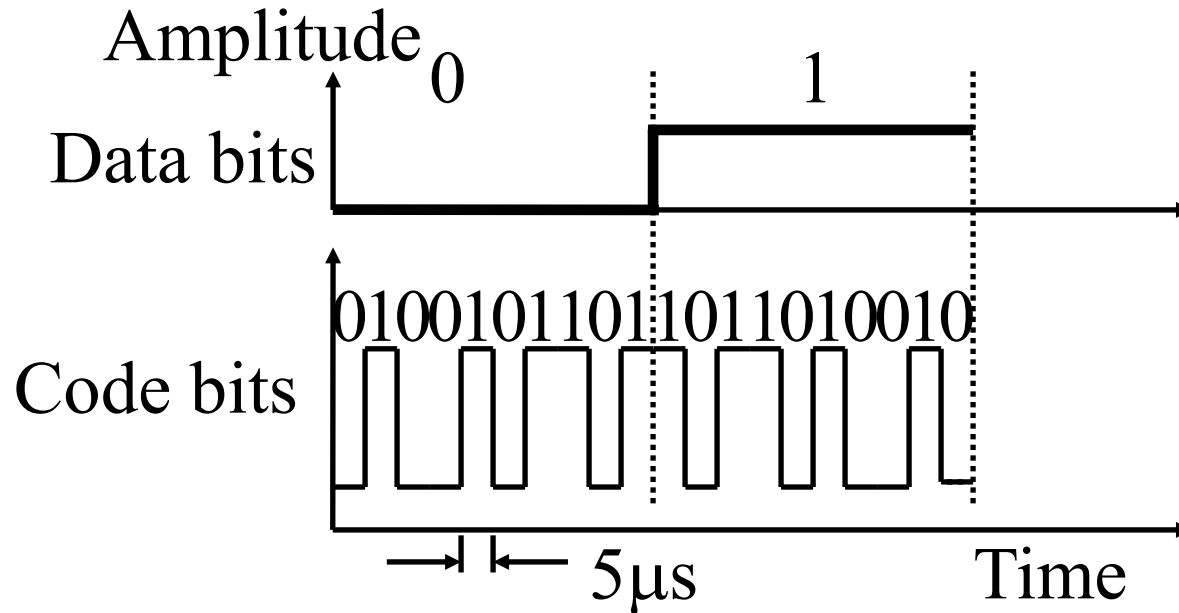 Amplitude
0 1
Data bits
01001011011011010010
Code bits
5μs
Time